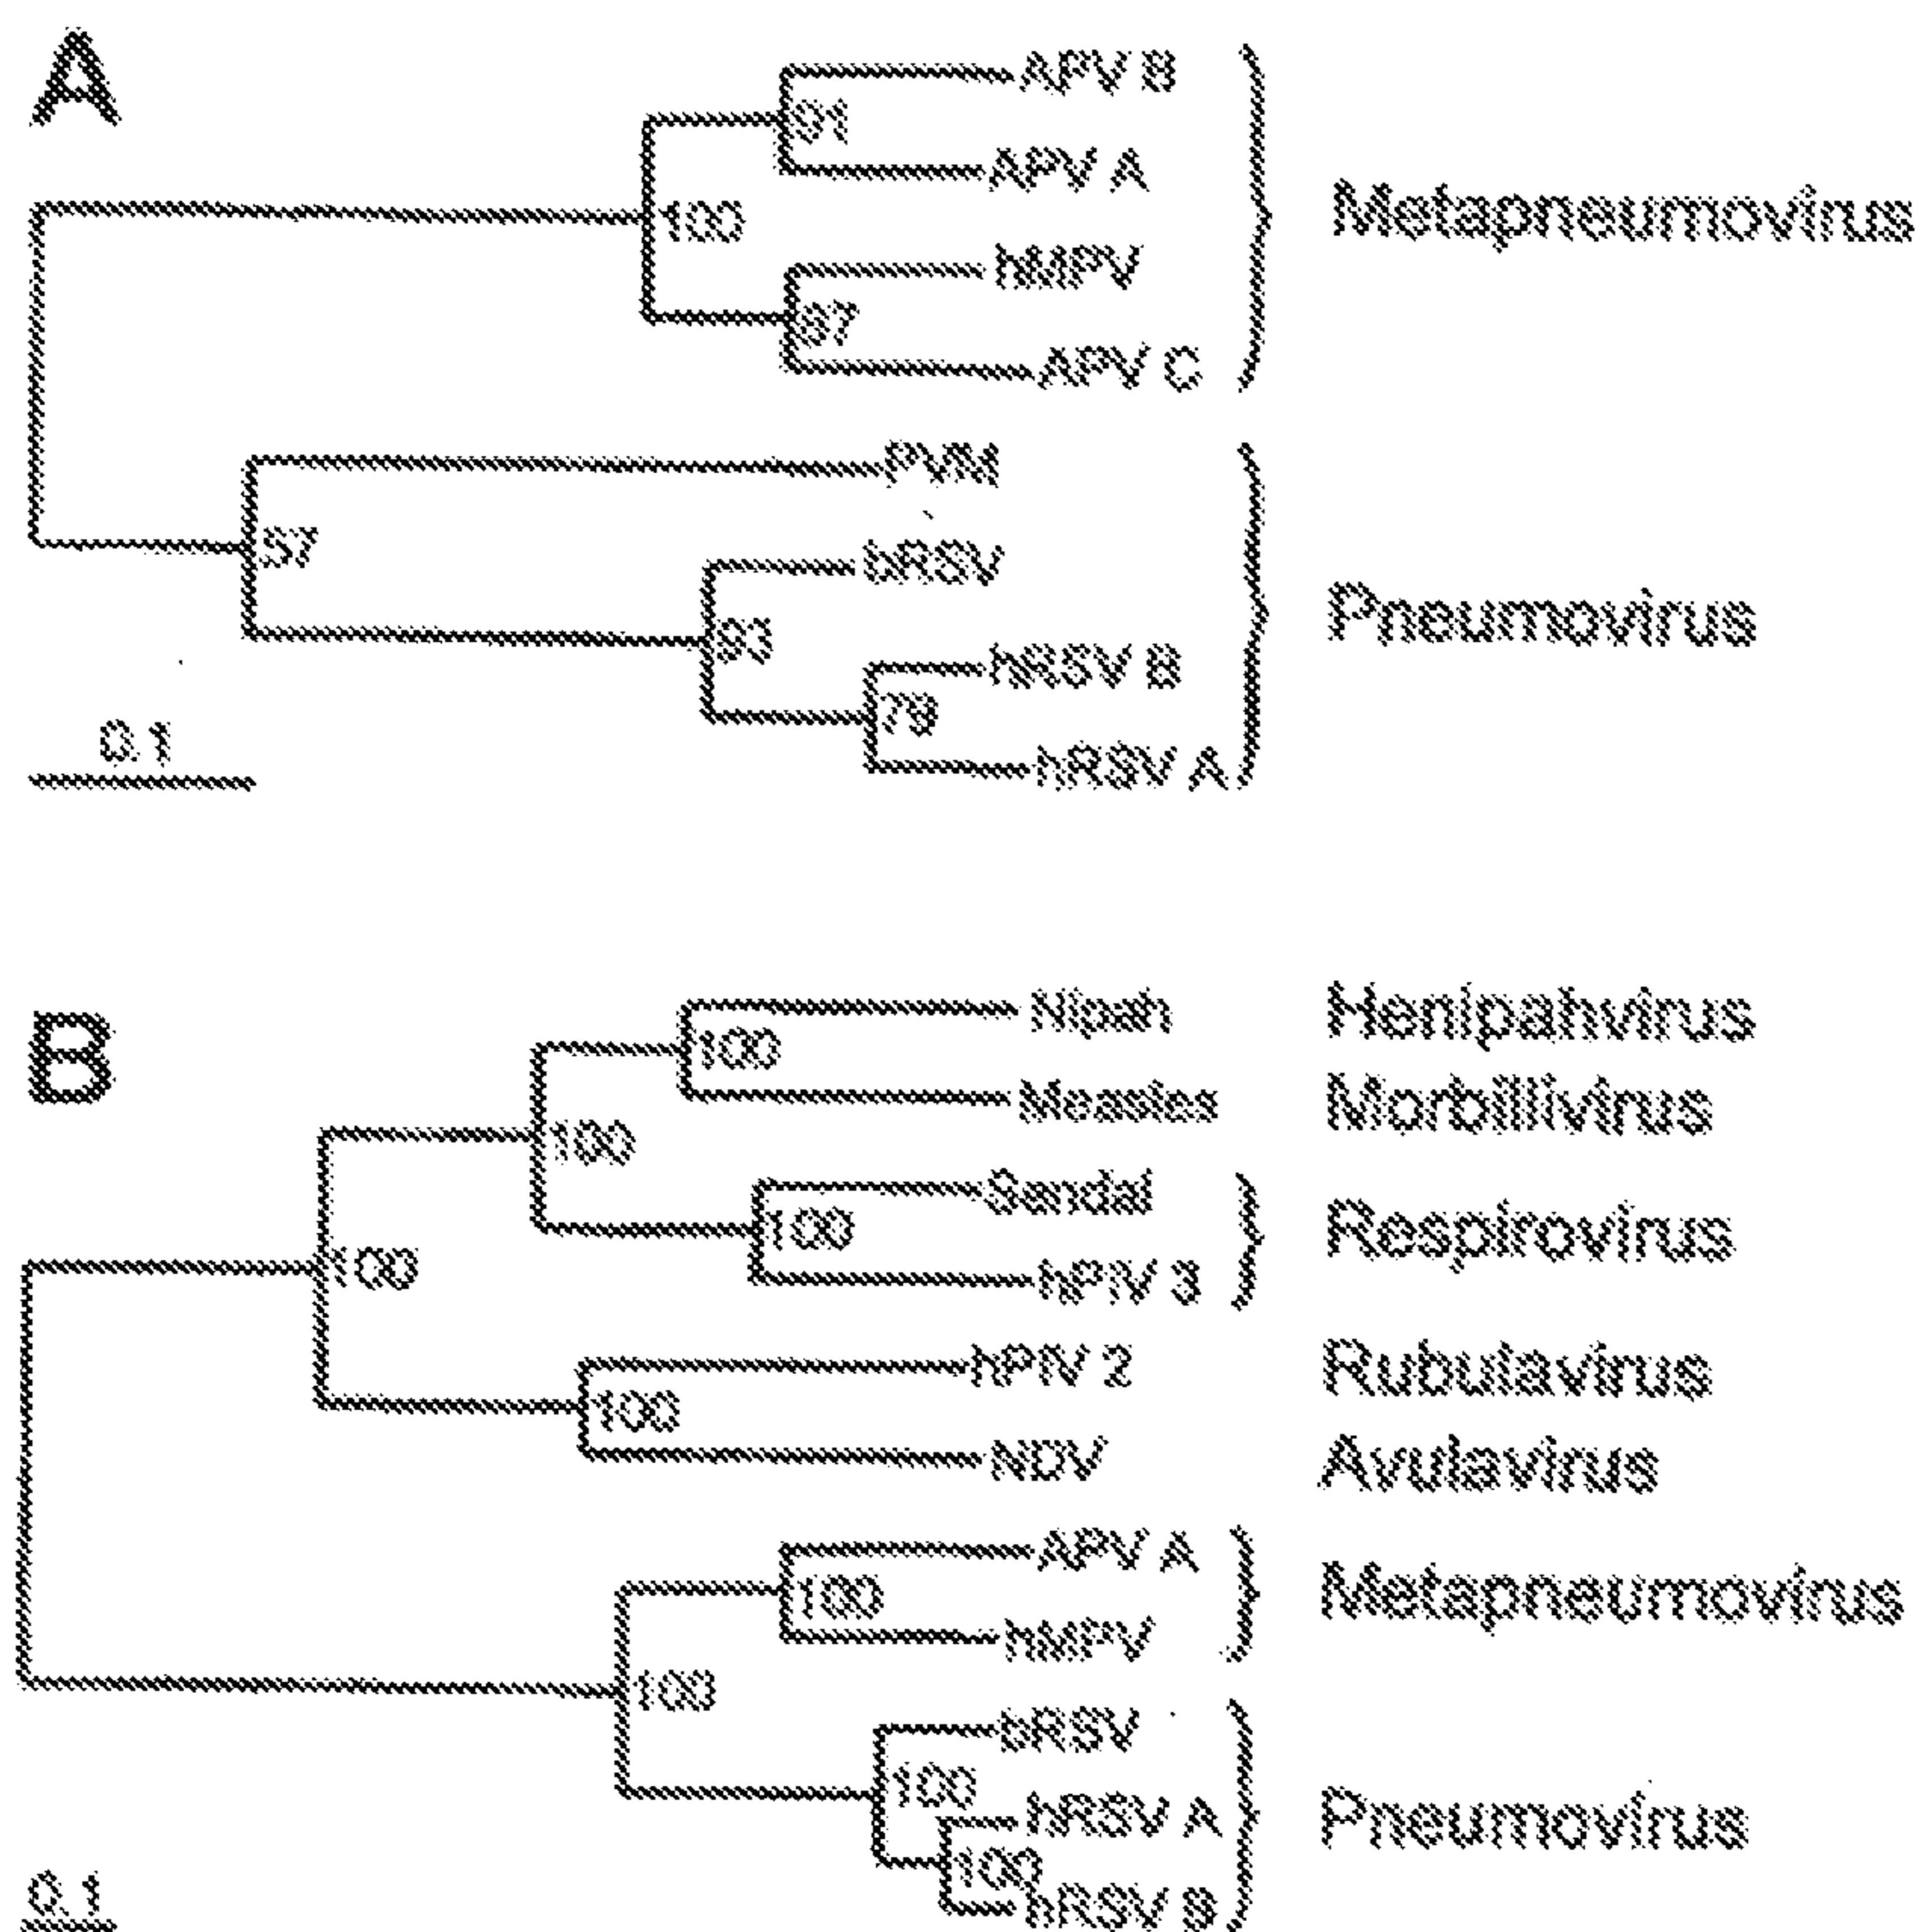 A
APV B
91
APV A
100
Metapneumovirus
hMPV
APV C
PVM
57
bRSV
93
Pneumovirus
hRSV B
79
0.1
hRSV A
B
Nipah
Henipahvirus
100
Measles
Morbillivirus
100
Sendai
100
Respirovirus
100
hPIV 3
hPIV 2
Rubulavirus
100
NDV
Avulavirus
APV A
100
Metapneumovirus
hMPV
100
bRSV
100
hRSV A
Pneumovirus
100
0.1
hRSV B